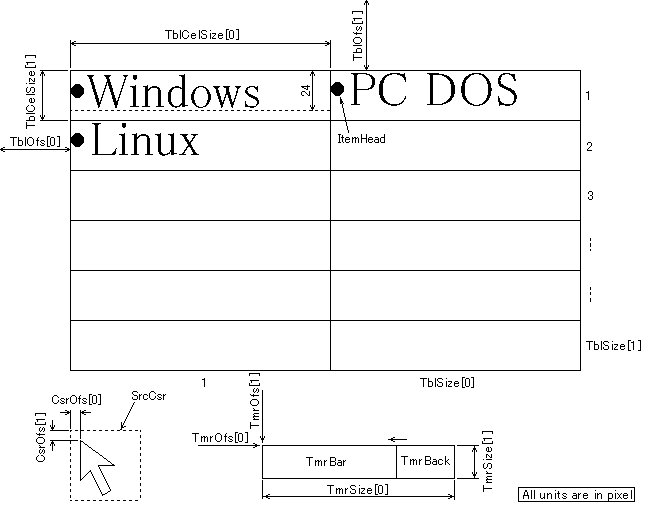 TblCelSize[0]
TblOfs[1]
TblCelSize[1]
Windows
24
PC DOS
1
ItemHead
TblOfs[0]
Linux
2
3
TblSize[1]
1
TblSize[0]
CsrOfs[0]
SrcCsr
CsrOfs[1]
TmrOfs[1]
TmrOfs[0]
TmrBar
TmrBack
TmrSize[1]
TmrSize[0]
All units are in pixel